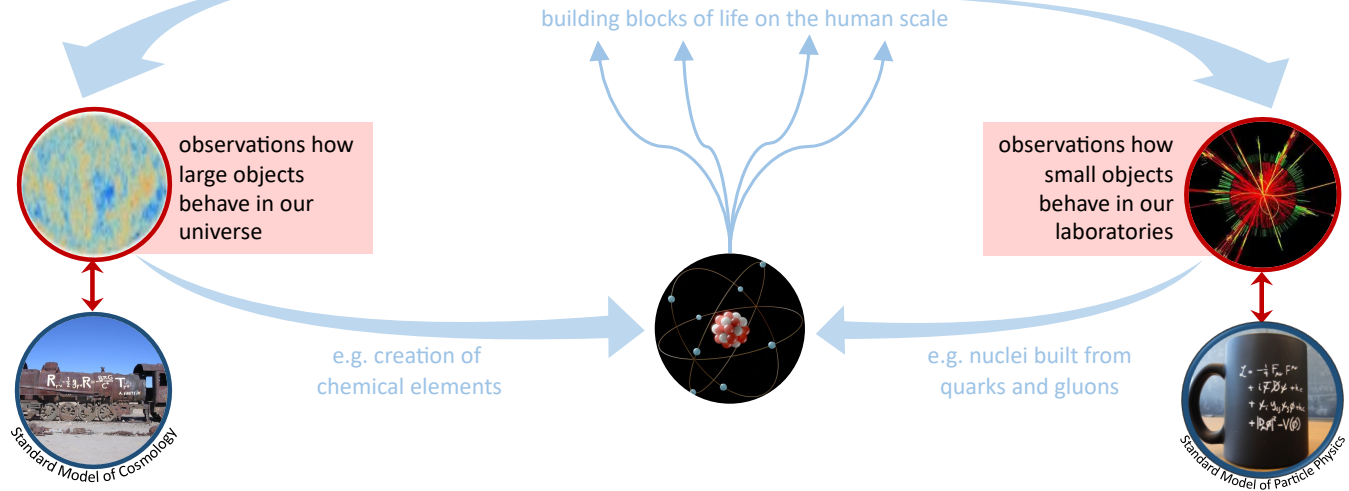 building blocks of life on the human scale
observations how
large objects
behave in our
universe
observations how
small objects
behave in our
laboratories
e.g. creation of
chemical elements
e.g. nuclei built from
quarks and gluons
Standard Model of Cosmology
Standard Model of Particle Physics